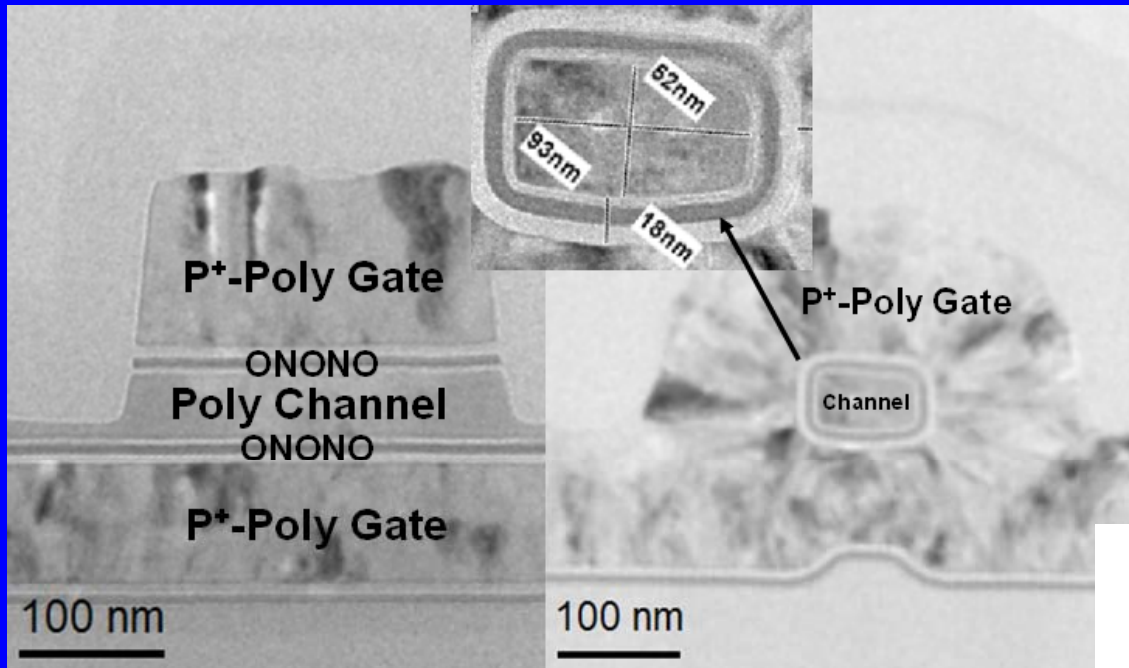 P⁺-Poly Gate
ONONO
Poly Channel
ONONO
P⁺-Poly Gate
100 nm
52nm
93nm
18nm
P⁺-Poly Gate
Channel
100 nm